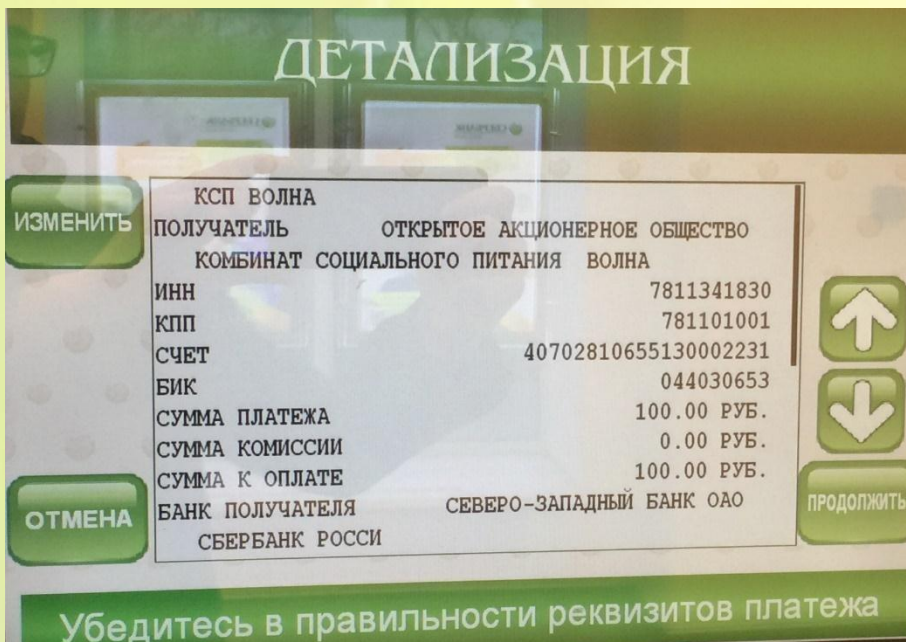 ДЕТАЛИЗАЦИЯ
ИЗМЕНИТЬ
КСП ВОЛНА
ПОЛУЧАТЕЛЬ ОТКРЫТОЕ АКЦИОНЕРНОЕ ОБЩЕСТВО
КОМБИНАТ СОЦИАЛЬНОГО ПИТАНИЯ ВОЛНА
ИНН 7811341830
КПП 781101001
СЧЕТ 40702810655130002231
БИК 044030653
СУММА ПЛАТЕЖА 100.00 РУБ.
СУММА КОМИССИИ 0.00 РУБ.
СУММА К ОПЛАТЕ 100.00 РУБ.
БАНК ПОЛУЧАТЕЛЯ СЕВЕРО-ЗАПАДНЫЙ БАНК ОАО
СБЕРБАНК РОССИ
ОТМЕНА
ПРОДОЛЖИТЬ
Убедитесь в правильности реквизитов платежа